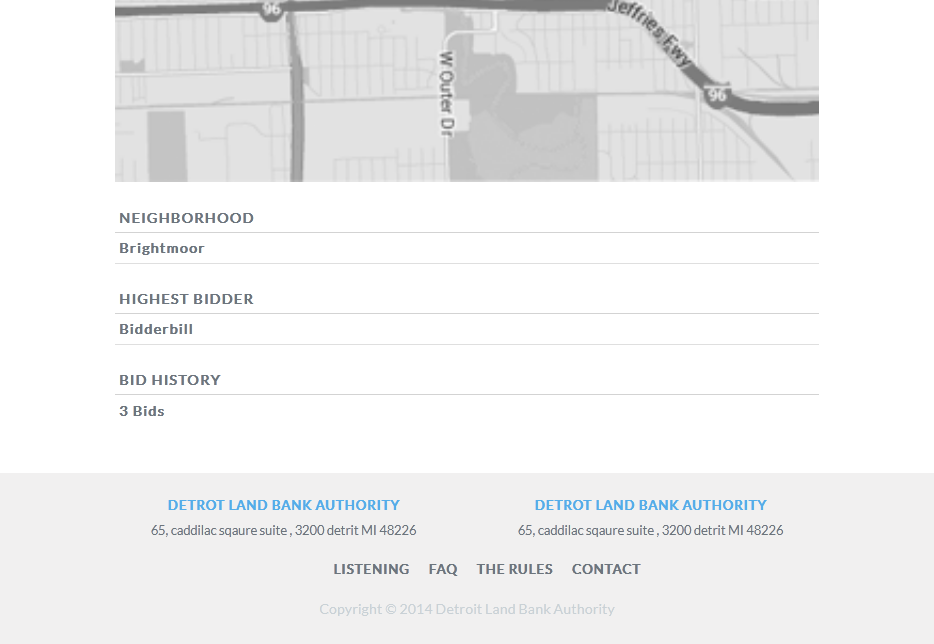 96
Jeffries Fwy
W Outer Dr
96
NEIGHBORHOOD
Brightmoor
HIGHEST BIDDER
Bidderbill
BID HISTORY
3 Bids
DETROT LAND BANK AUTHORITY
65, caddilac sqaure suite , 3200 detrit MI 48226
DETROT LAND BANK AUTHORITY
65, caddilac sqaure suite , 3200 detrit MI 48226
LISTENING FAQ THE RULES CONTACT
Copyright © 2014 Detroit Land Bank Authority